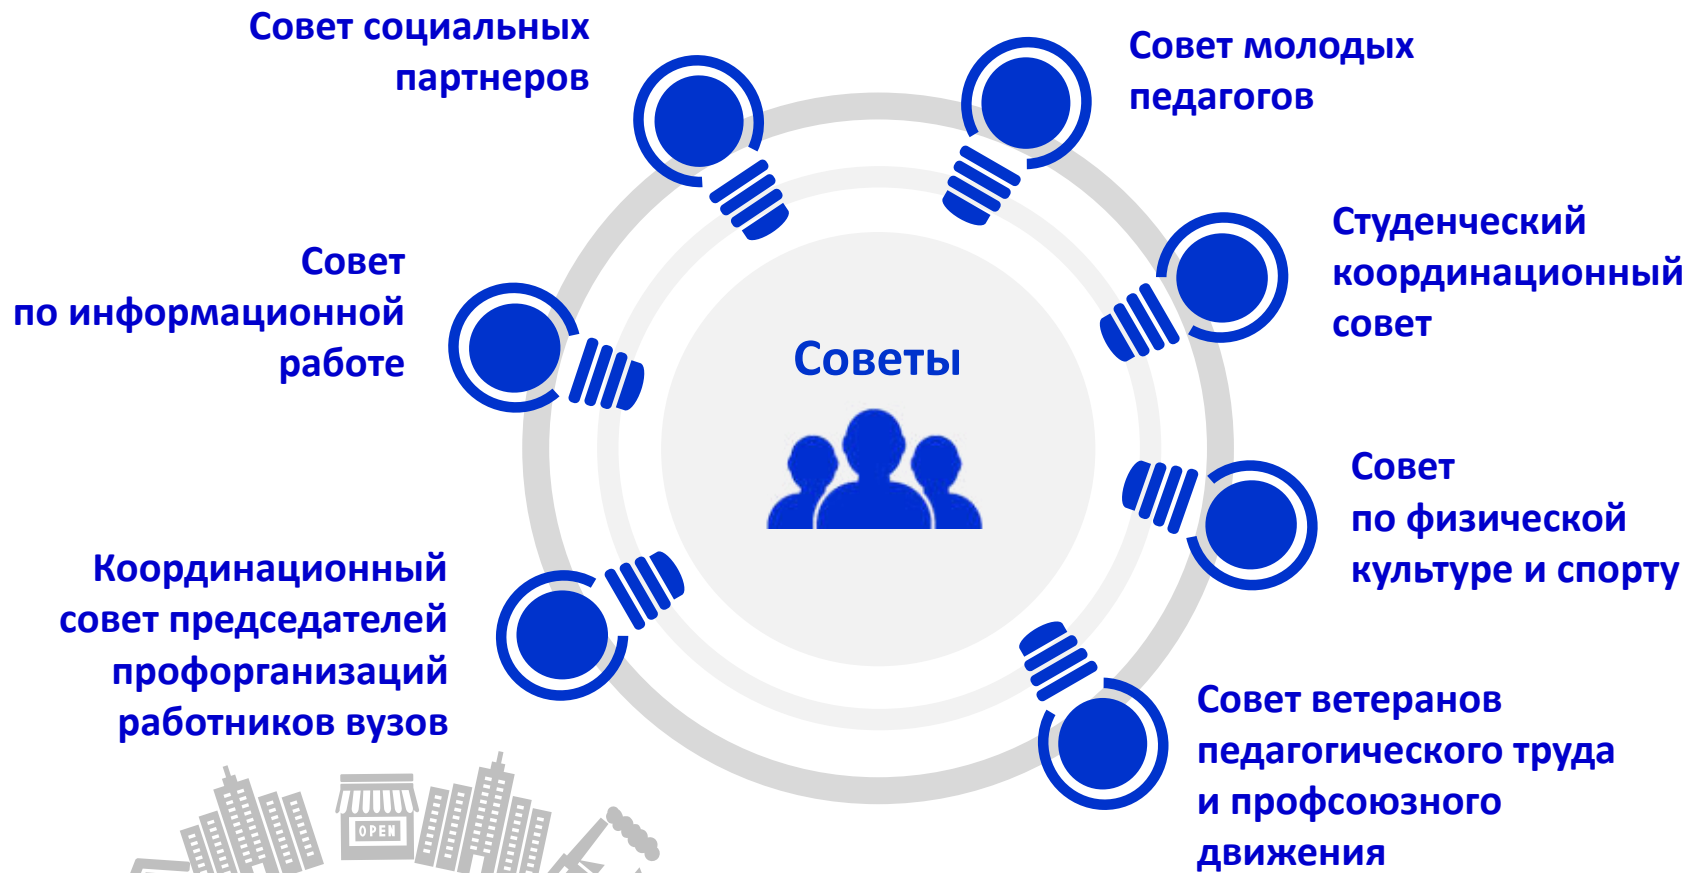 Совет социальных
партнеров
Совет молодых
педагогов
Студенческий
координационный
совет
Совет
по информационной
работе
Советы
Совет
по физической
культуре и спорту
Координационный
совет председателей
профорганизаций
работников вузов
Совет ветеранов
педагогического труда
и профсоюзного
движения
OPEN